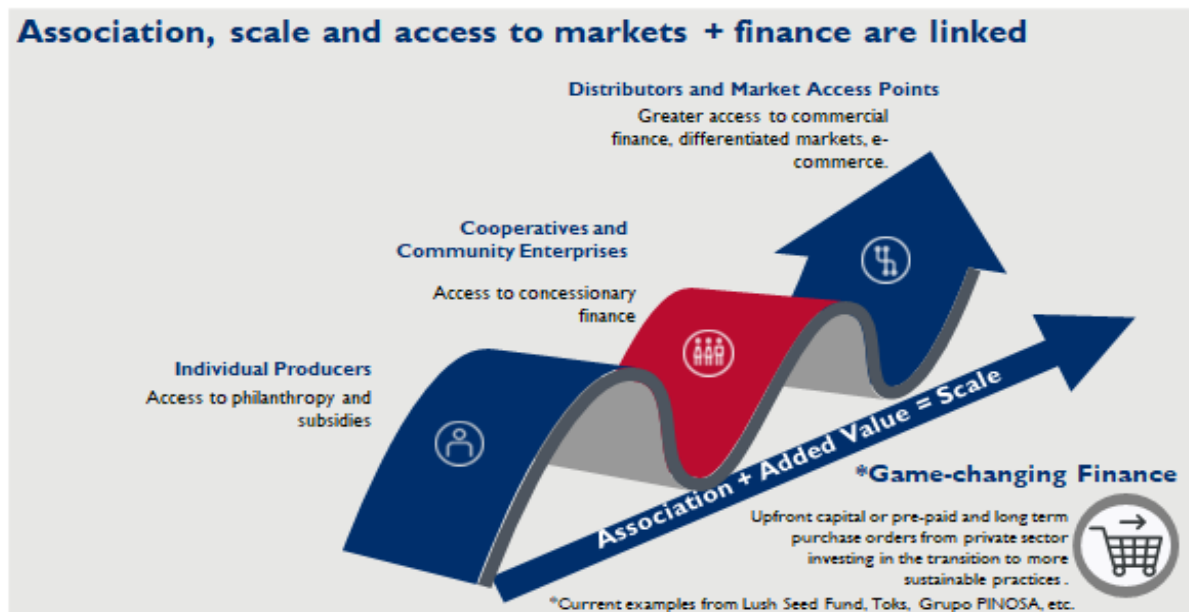 Association, scale and access to markets + finance are linked
Distributors and Market Access Points
Greater access to commercial
finance, differentiated markets, e-
commerce.
Cooperatives and
Community Enterprises
Access to concessionary
finance
Individual Producers
Access to philanthropy and
subsidies
Association + Added Value = Scale
*Game-changing Finance
Upfront capital or pre-paid and long term
purchase orders from private sector
investing in the transition to more
sustainable practices .
*Current examples from Lush Seed Fund, Toks, Grupo PINOSA, etc.